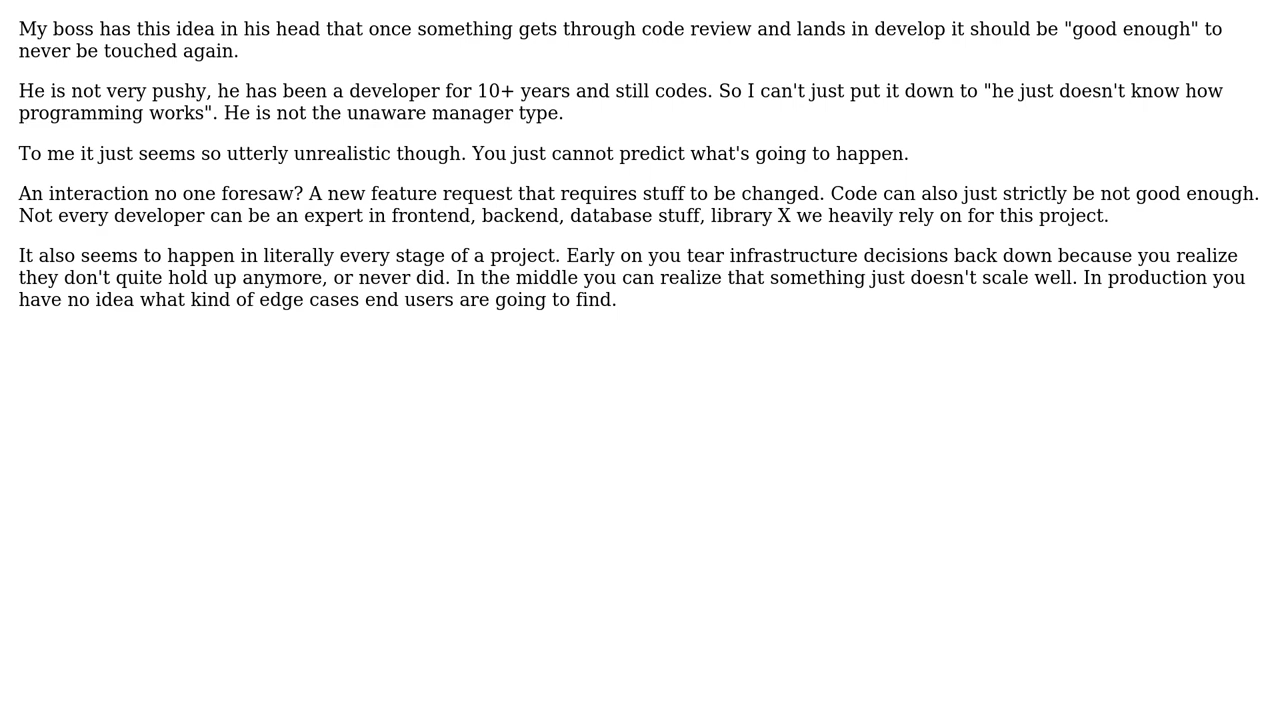 My boss has this idea in his head that once something gets through code review and lands in develop it should be "good enough" to
never be touched again.
He is not very pushy, he has been a developer for 10+ years and still codes. So I can't just put it down to "he just doesn't know how
programming works". He is not the unaware manager type.
To me it just seems so utterly unrealistic though. You just cannot predict what's going to happen.
An interaction no one foresaw? A new feature request that requires stuff to be changed. Code can also just strictly be not good enough.
Not every developer can be an expert in frontend, backend, database stuff, library X we heavily rely on for this project.
It also seems to happen in literally every stage of a project. Early on you tear infrastructure decisions back down because you realize
they don't quite hold up anymore, or never did. In the middle you can realize that something just doesn't scale well. In production you
have no idea what kind of edge cases end users are going to find.